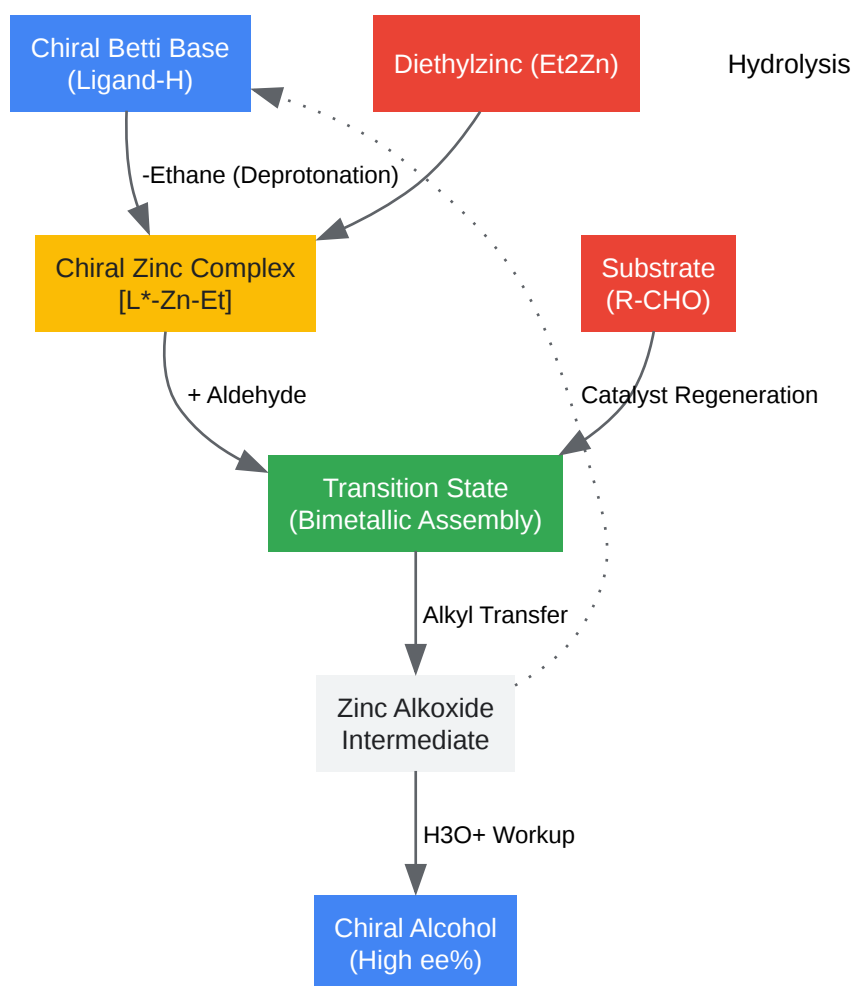 Chiral Betti Base
(Ligand-H)
Diethylzinc (Et2Zn)
Hydrolysis
-Ethane (Deprotonation)
Chiral Zinc Complex
[L*-Zn-Et]
Substrate
(R-CHO)
+ Aldehyde
Catalyst Regeneration
Transition State
(Bimetallic Assembly)
Alkyl Transfer
Zinc Alkoxide
Intermediate
H3O+ Workup
Chiral Alcohol
(High ee%)